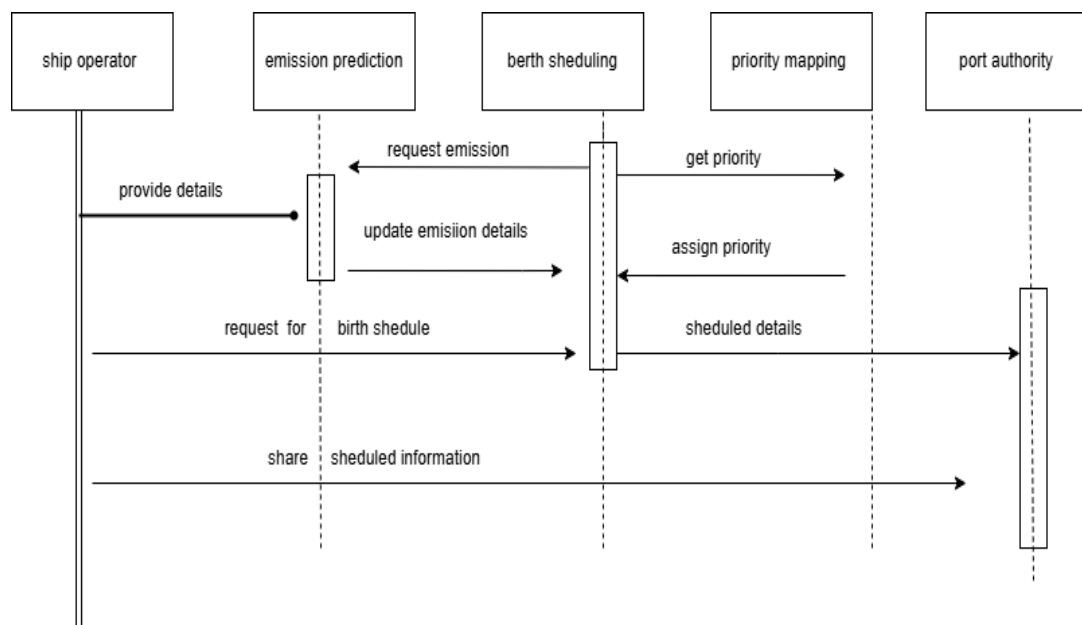 ship operator
emission prediction
berth sheduling
priority mapping
port authority
request emission
get priority
provide details
update emisiion details
assign priority
request for birth shedule
sheduled details
share sheduled information